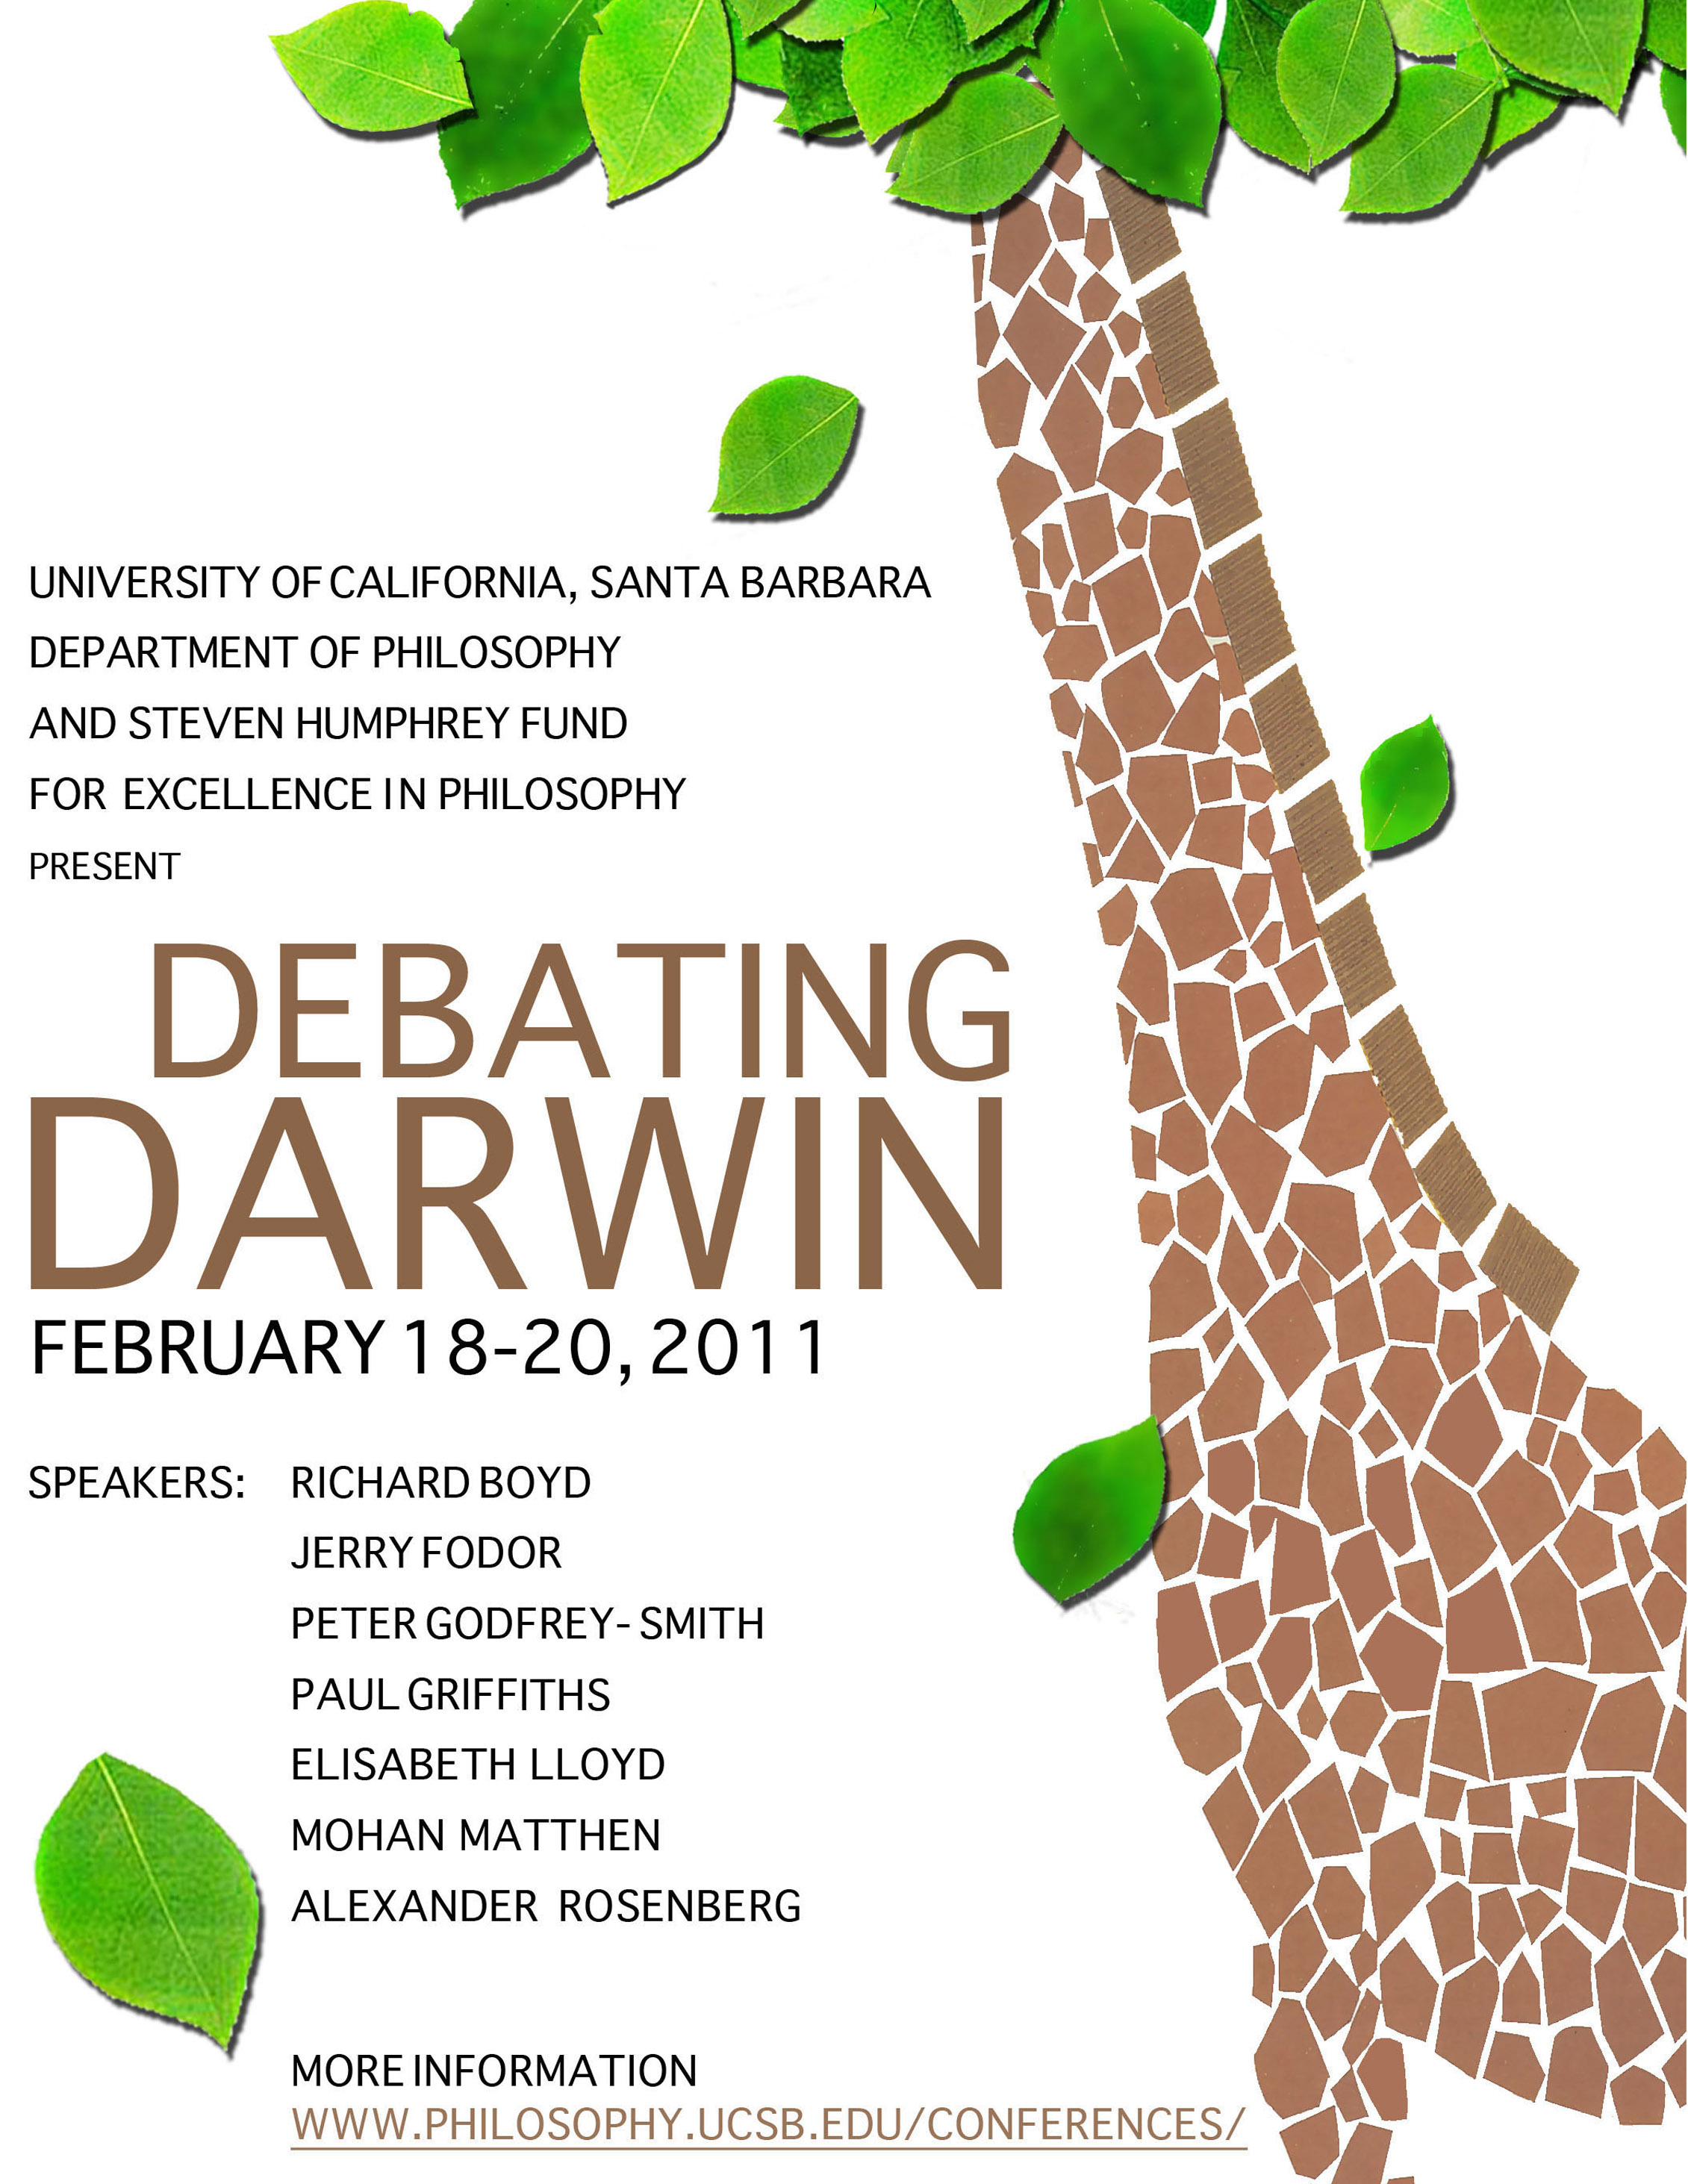 UNIVERSITY OF CALIFORNIA, SANTA BARBARA
DEPARTMENT OF PHILOSOPHY
AND STEVEN HUMPHREY FUND
FOR EXCELLENCE IN PHILOSOPHY
PRESENT
DEBATING
DARWIN
FEBRUARY 18-20, 2011
SPEAKERS: RICHARD BOYD
JERRY FODOR
PETER GODFREY- SMITH
PAUL GRIFFITHS
ELISABETH LLOYD
MOHAN MATTHEN
ALEXANDER ROSENBERG
MORE INFORMATION
WWW.PHILOSOPHY.UCSB.EDU/CONFERENCES/